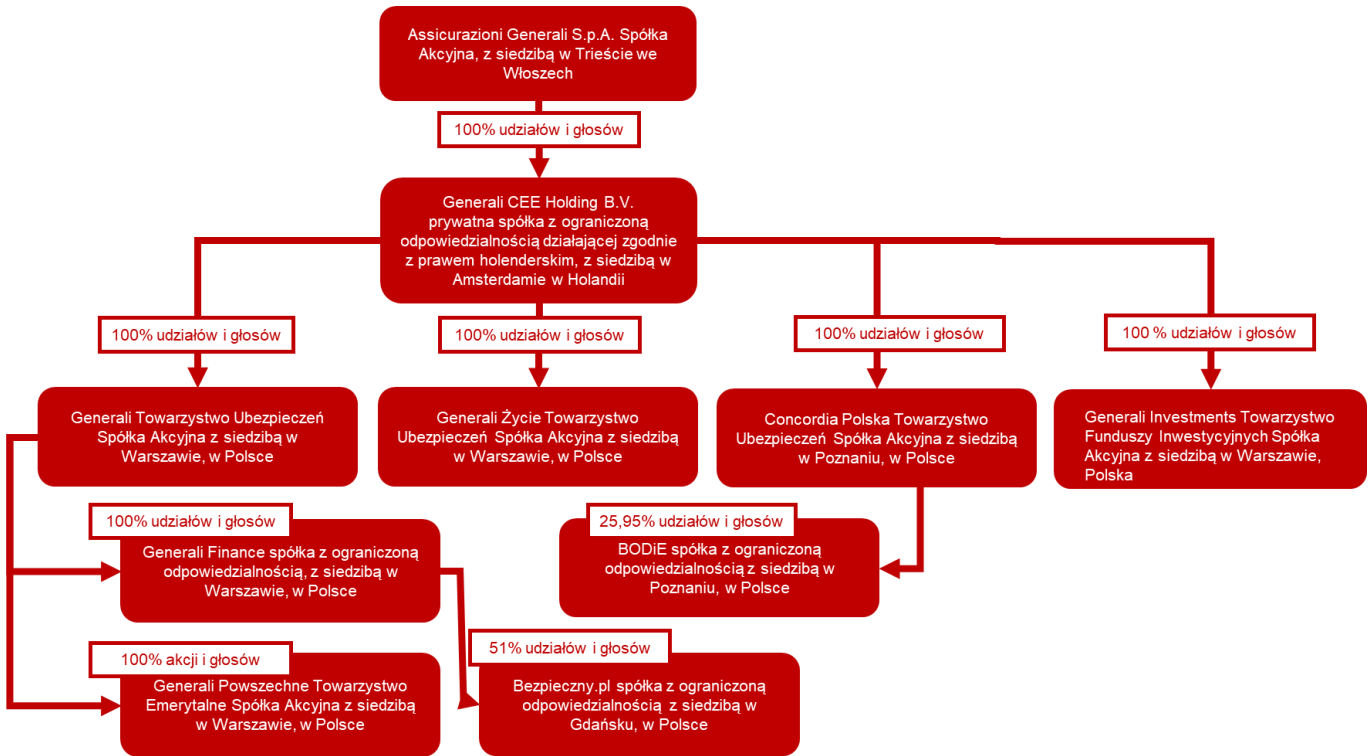 Assicurazioni Generali S.p.A. Spółka
Akcyjna, z siedzibą w Trieście we
Włoszech
100% udziałów i głosów
Generali CEE Holding B.V.
prywatna spółka z ograniczoną
odpowiedzialnością działającej zgodnie
z prawem holenderskim, z siedzibą w
Amsterdamie w Holandii
100% udziałów i głosów
100% udziałów i głosów
100% udziałów i głosów
100 % udziałów i głosów
Generali Towarzystwo Ubezpieczeń
Spółka Akcyjna z siedzibą w
Warszawie, w Polsce
Generali Życie Towarzystwo
Ubezpieczeń Spółka Akcyjna z siedzibą
w Warszawie, w Polsce
Concordia Polska Towarzystwo
Ubezpieczeń Spółka Akcyjna z siedzibą
w Poznaniu, w Polsce
Generali Investments Towarzystwo
Funduszy Inwestycyjnych Spółka
Akcyjna z siedzibą w Warszawie,
Polska
100% udziałów i głosów
Generali Finance spółka z ograniczoną
odpowiedzialnością, z siedzibą w
Warszawie, w Polsce
25,95% udziałów i głosów
BODiE spółka z ograniczoną
odpowiedzialnością z siedzibą w
Poznaniu, w Polsce
100% akcji i głosów
Generali Powszechne Towarzystwo
Emerytalne Spółka Akcyjna z siedzibą
w Warszawie, w Polsce
51% udziałów i głosów
Bezpieczny.pl spółka z ograniczoną
odpowiedzialnością z siedzibą w
Gdańsku, w Polsce